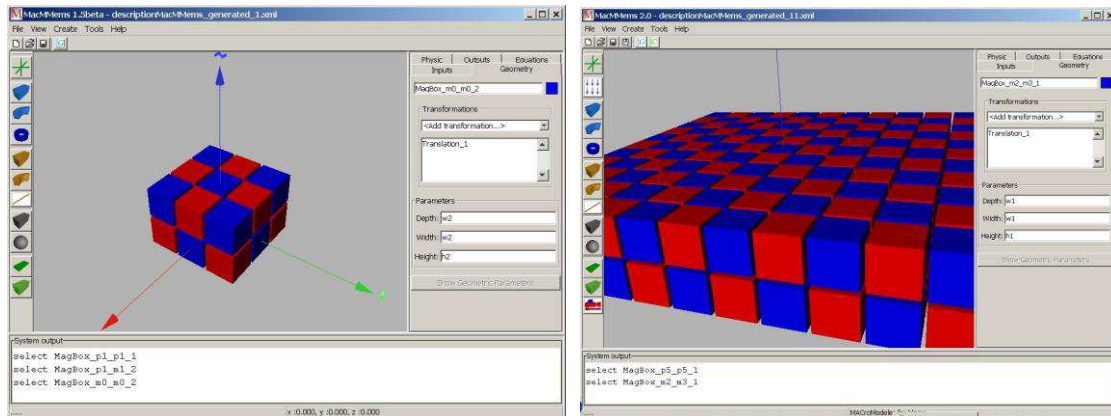 MacMMems 1.5beta - descriptionMacMMems_generated_1.xml
File View Create Tools Help
Physic Outputs Equations
Inputs Geometry
MagBox_m0_m0_2
Transformations
<Add transformation...>
Translation_1
Parameters
Depth: w2
Width: w2
Height: h2
Show Geometric Parameters
System output
select MagBox_p1_p1_1
select MagBox_p1_m1_2
select MagBox_m0_m0_2
x :0.000, y :0.000, z :0.000
MacMMems 2.0 - descriptionMacMMems_generated_11.xml
File View Create Tools Help
Physic Outputs Equations
Inputs Geometry
MagBox_m2_m3_1
Transformations
<Add transformation...>
Translation_1
Parameters
Depth: w1
Width: w1
Height: h1
Show Geometric Parameters
System output
select MagBox_p5_p5_1
select MagBox_m2_m3_1